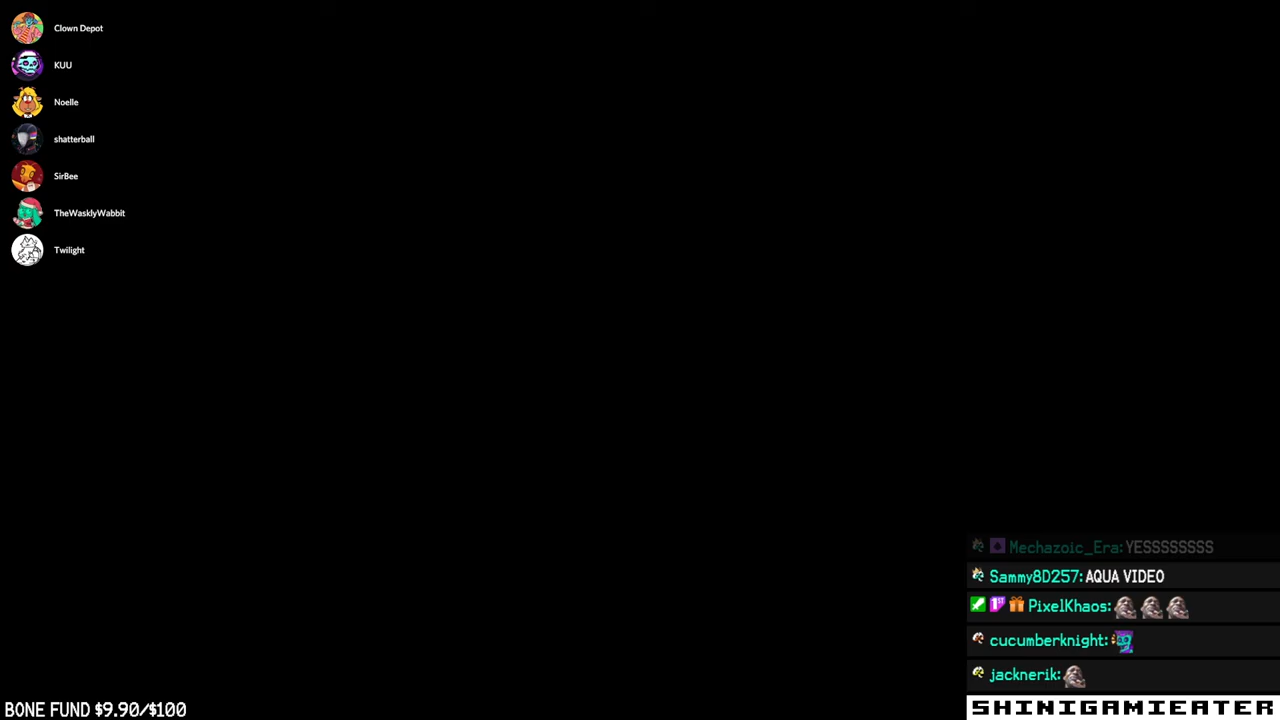 Clown Depot
KUU
Noelle
shatterball
SirBee
TheWasklyWabbit
Twilight
Mechazoic_Era: YESSSSSSSS
Sammy8D257: AQUA VIDEO
1ST PixelKhaos:
cucumberknight:
jacknerik:
BONE FUND $9.90/$100
SHINIGAMIEATER